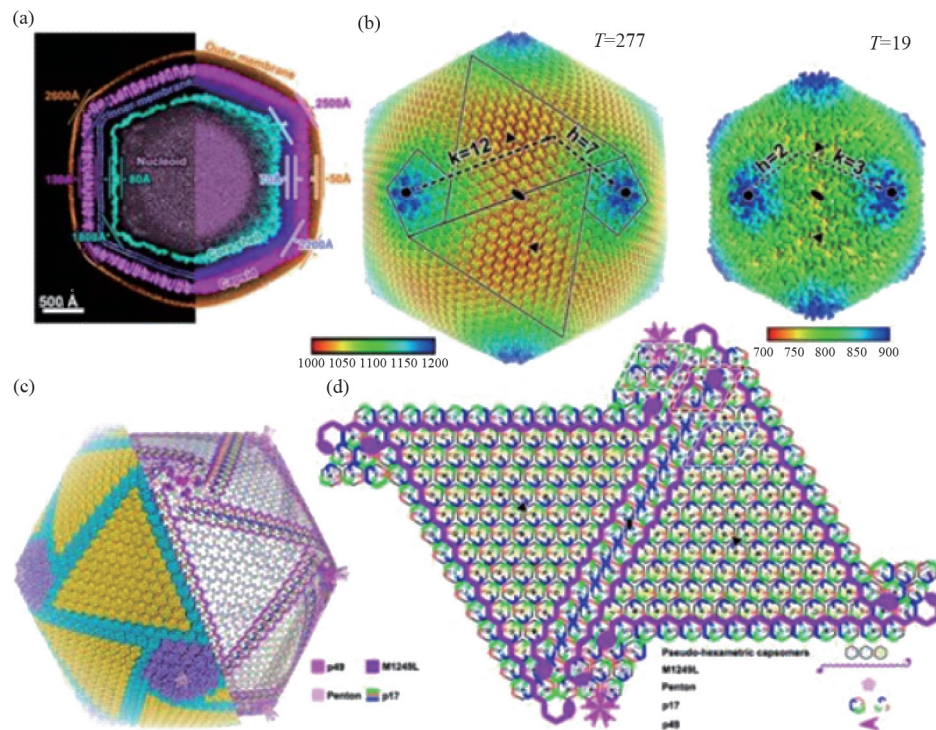 (a)
(b)
T=277
T=19
Outer membrane
Inner membrane
2600Å
2500Å
Nucleoid
130Å
80Å
70Å
50Å
1800Å
2200Å
Core shell
Capsid
500 Å
k=12
h=7
h=2
k=3
1000 1050 1100 1150 1200
700 750 800 850 900
(c)
(d)
p49
M1249L
Penton
p17
Pseudo-hexametric capsomers
M1249L
Penton
p17
p49